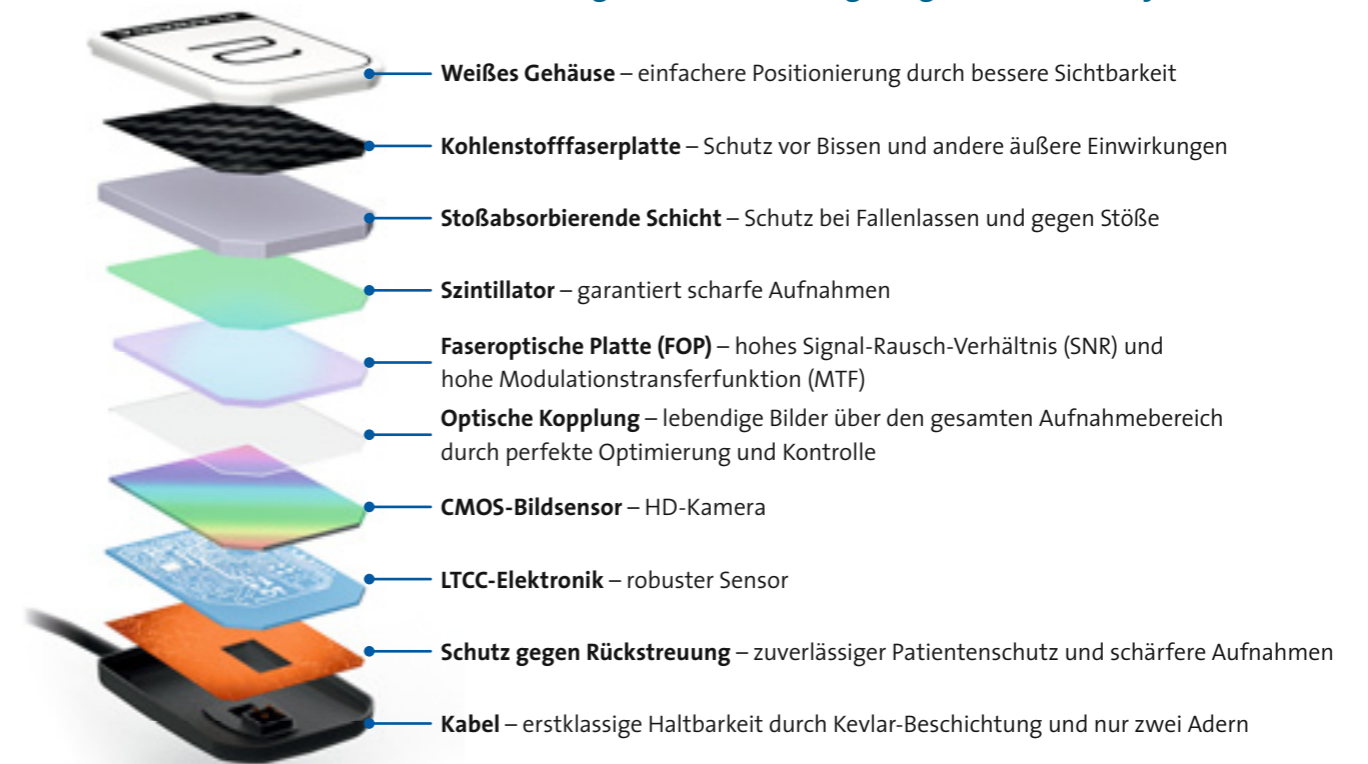 Weißes Gehäuse – einfachere Positionierung durch bessere Sichtbarkeit
Kohlenstofffaserplatte – Schutz vor Bissen und andere äußere Einwirkungen
Stoßabsorbierende Schicht – Schutz bei Fallenlassen und gegen Stöße
Szintillator – garantiert scharfe Aufnahmen
Faseroptische Platte (FOP) – hohes Signal-Rausch-Verhältnis (SNR) und
hohe Modulationstransferfunktion (MTF)
Optische Kopplung – lebendige Bilder über den gesamten Aufnahmebereich
durch perfekte Optimierung und Kontrolle
CMOS-Bildsensor – HD-Kamera
LTCC-Elektronik – robuster Sensor
Schutz gegen Rückstreuung – zuverlässiger Patientenschutz und schärfere Aufnahmen
Kabel – erstklassige Haltbarkeit durch Kevlar-Beschichtung und nur zwei Adern